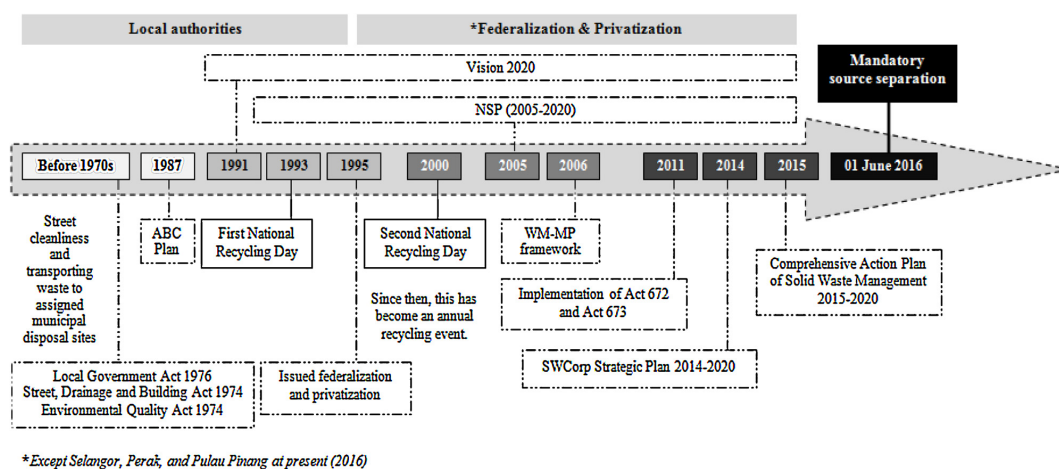 Local authorities
*Federalization & Privatization
Vision 2020
Mandatory
source separation
NSP (2005-2020)
Before 1970s
1987
1991
1993
1995
2000
2005
2006
2011
2014
2015
01 June 2016
Street
cleanliness
and
transporting
waste to
assigned
municipal
disposal sites
ABC
Plan
First National
Recycling Day
Second National
Recycling Day
Since then, this has
become an annual
recycling event.
WM-MP
framework
Implementation of Act 672
and Act 673
Comprehensive Action Plan
of Solid Waste Management
2015-2020
SWCorp Strategic Plan 2014-2020
Local Government Act 1976
Street, Drainage and Building Act 1974
Environmental Quality Act 1974
Issued federalization
and privatization
*Except Selangor, Perak, and Pulau Pinang at present (2016)